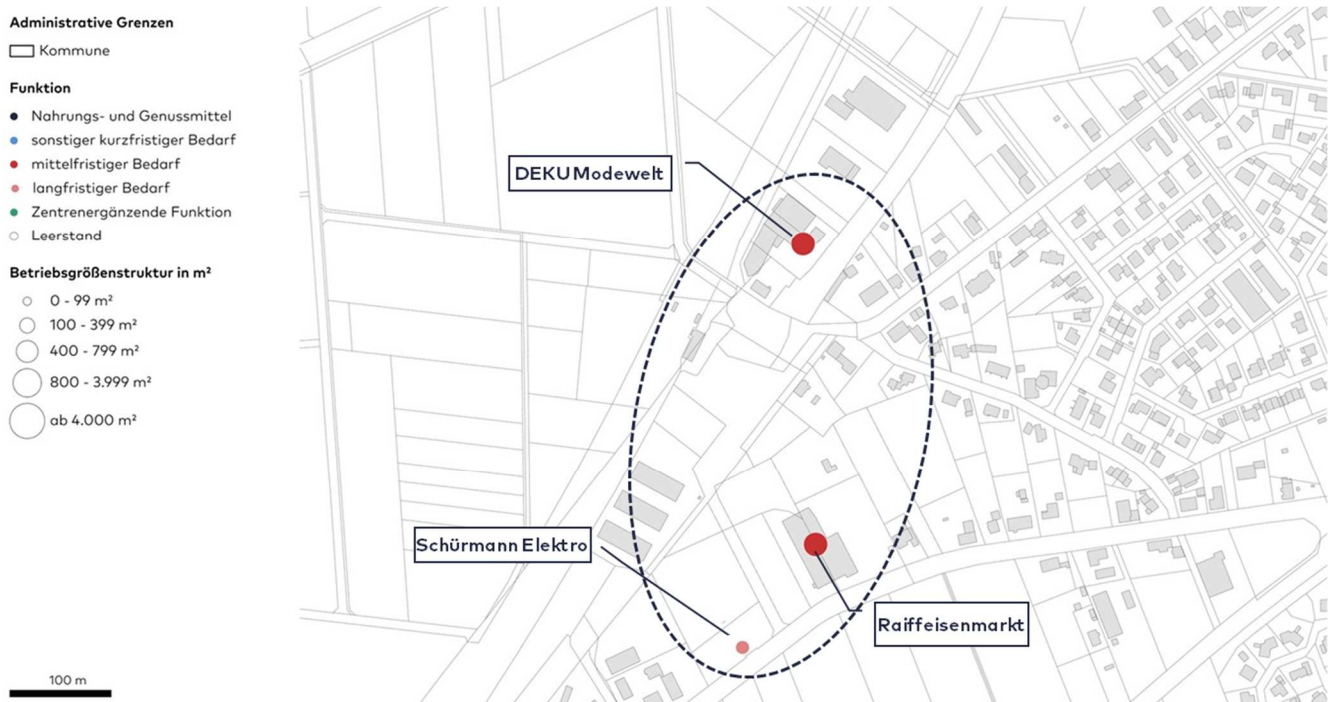 Administrative Grenzen
Kommune
Funktion
Nahrungs- und Genussmittel
sonstiger kurzfristiger Bedarf
mittelfristiger Bedarf
langfristiger Bedarf
Zentrenergänzende Funktion
Leerstand
Betriebsgrößenstruktur in m²
0 - 99 m²
100 - 399 m²
400 - 799 m²
800 - 3.999 m²
ab 4.000 m²
100 m
DEKU Modewelt
Schürmann Elektro
Raiffeisenmarkt